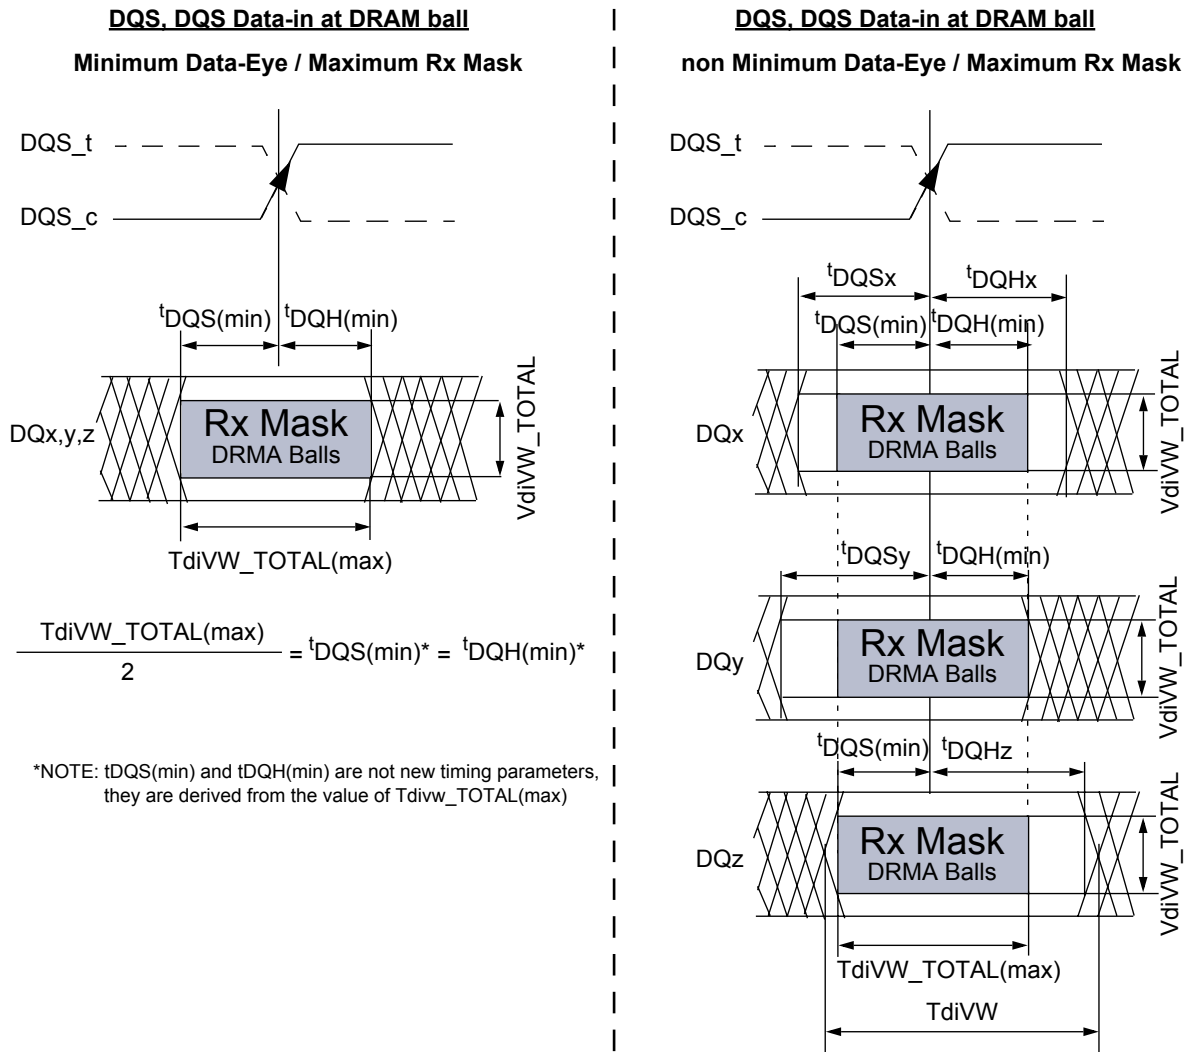 DQS, DQS Data-in at DRAM ball
Minimum Data-Eye / Maximum Rx Mask
DQS_t
DQS_c
tDQS(min)
tDQH(min)
DQx,y,z
Rx Mask
DRMA Balls
VdiVW_TOTAL
TdiVW_TOTAL(max)
TdiVW_TOTAL(max)
2
= tDQS(min)* = tDQH(min)*
*NOTE: tDQS(min) and tDQH(min) are not new timing parameters,
they are derived from the value of Tdivw_TOTAL(max)
DQS, DQS Data-in at DRAM ball
non Minimum Data-Eye / Maximum Rx Mask
DQS_t
DQS_c
tDQSx
tDQHx
tDQS(min)
tDQH(min)
DQx
Rx Mask
DRMA Balls
VdiVW_TOTAL
tDQSy
tDQH(min)
DQy
Rx Mask
DRMA Balls
VdiVW_TOTAL
tDQS(min)
tDQHz
DQz
Rx Mask
DRMA Balls
VdiVW_TOTAL
TdiVW_TOTAL(max)
TdiVW